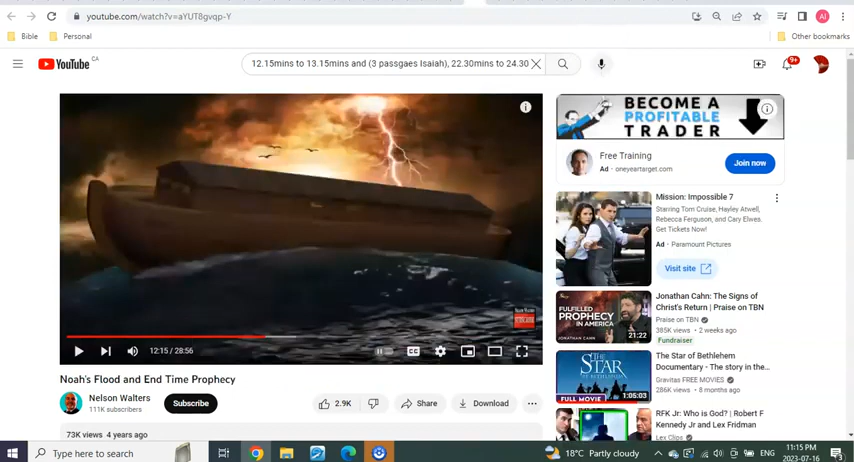 youtube.com/watch?v=aYUT8gvqp-Y
AI
Bible
Personal
Other bookmarks
YouTube CA
12.15mins to 13.15mins and (3 passgaes Isaiah), 22.30mins to 24.30
9+
BECOME A
PROFITABLE
TRADER
Free Training
Ad • oneyeartarget.com
Join now
Mission: Impossible 7
Starring Tom Cruise, Hayley Atwell,
Rebecca Ferguson, and Cary Elwes.
Get Tickets Now!
Ad • Paramount Pictures
Visit site
12:15 / 28:56
CC
FULFILLED
PROPHECY
IN AMERICA
JONATHAN CAHN
21:22
Jonathan Cahn: The Signs of
Christ's Return | Praise on TBN
Praise on TBN
385K views • 2 weeks ago
Fundraiser
THE
STAR
OF BETHLEHEM
FULL MOVIE
1:05:03
The Star of Bethlehem
Documentary - The story in the...
Gravitas FREE MOVIES
286K views • 8 months ago
RFK Jr: Who is God? | Robert F
Kennedy Jr and Lex Fridman
Lex Clips
Noah's Flood and End Time Prophecy
Nelson Walters
111K subscribers
Subscribe
2.9K
Share
Download
73K views 4 years ago
Type here to search
18°C Partly cloudy
ENG
11:15 PM
2023-07-16
3